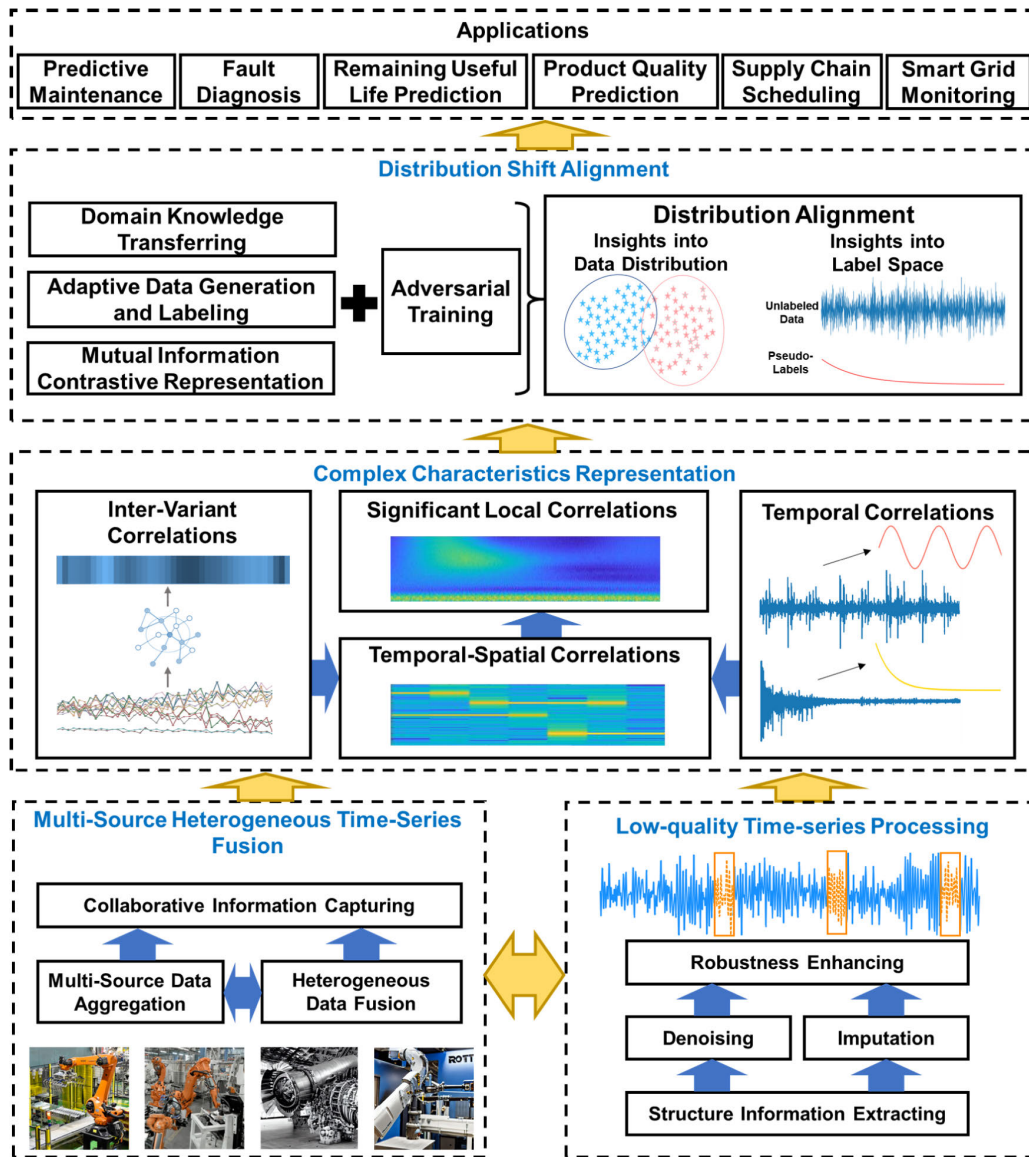 Applications
Predictive
Maintenance
Fault
Diagnosis
Remaining Useful
Life Prediction
Product Quality
Prediction
Supply Chain
Scheduling
Smart Grid
Monitoring
Distribution Shift Alignment
Domain Knowledge
Transferring
Adaptive Data Generation
and Labeling
Mutual Information
Contrastive Representation
Adversarial
Training
Distribution Alignment
Insights into
Data Distribution
Insights into
Label Space
Unlabeled
Data
Pseudo-
Labels
Complex Characteristics Representation
Inter-Variant
Correlations
Significant Local Correlations
Temporal-Spatial Correlations
Temporal Correlations
Multi-Source Heterogeneous Time-Series
Fusion
Collaborative Information Capturing
Multi-Source Data
Aggregation
Heterogeneous
Data Fusion
ROTT
Low-quality Time-series Processing
Robustness Enhancing
Denoising
Imputation
Structure Information Extracting